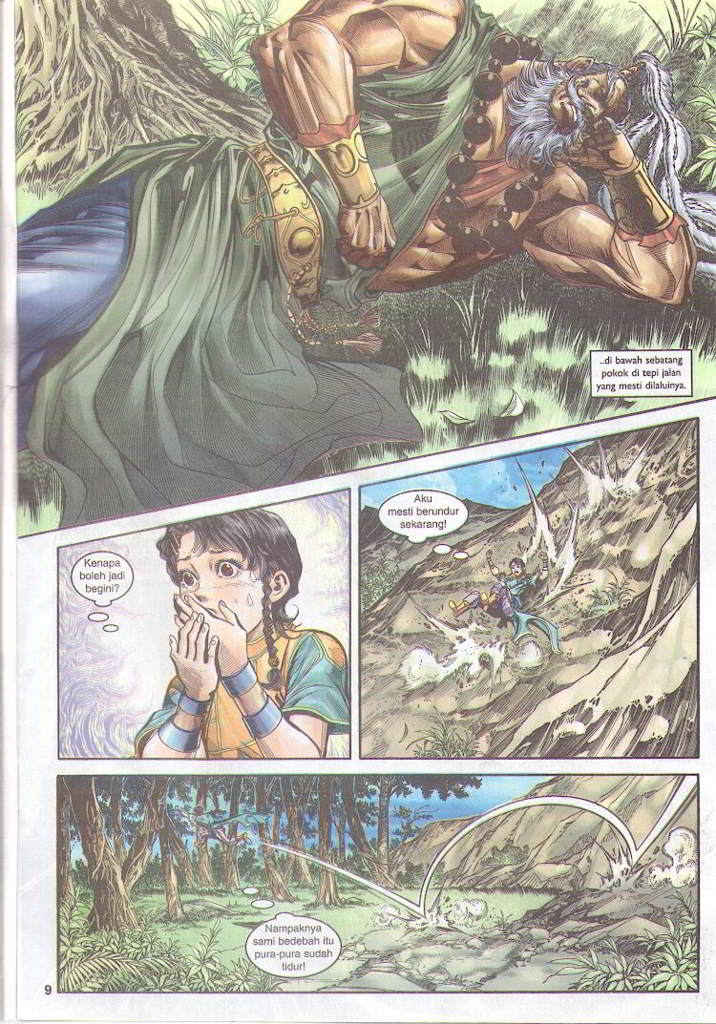 ..di bawah sebatang
pokok di tepi jalan
yang mesti dilaluinya.
Kenapa
boleh jadi
begini?
Aku
mesti berundur
sekarang!
Nampaknya
sami bedebah itu
pura-pura sudah
tidur!
9